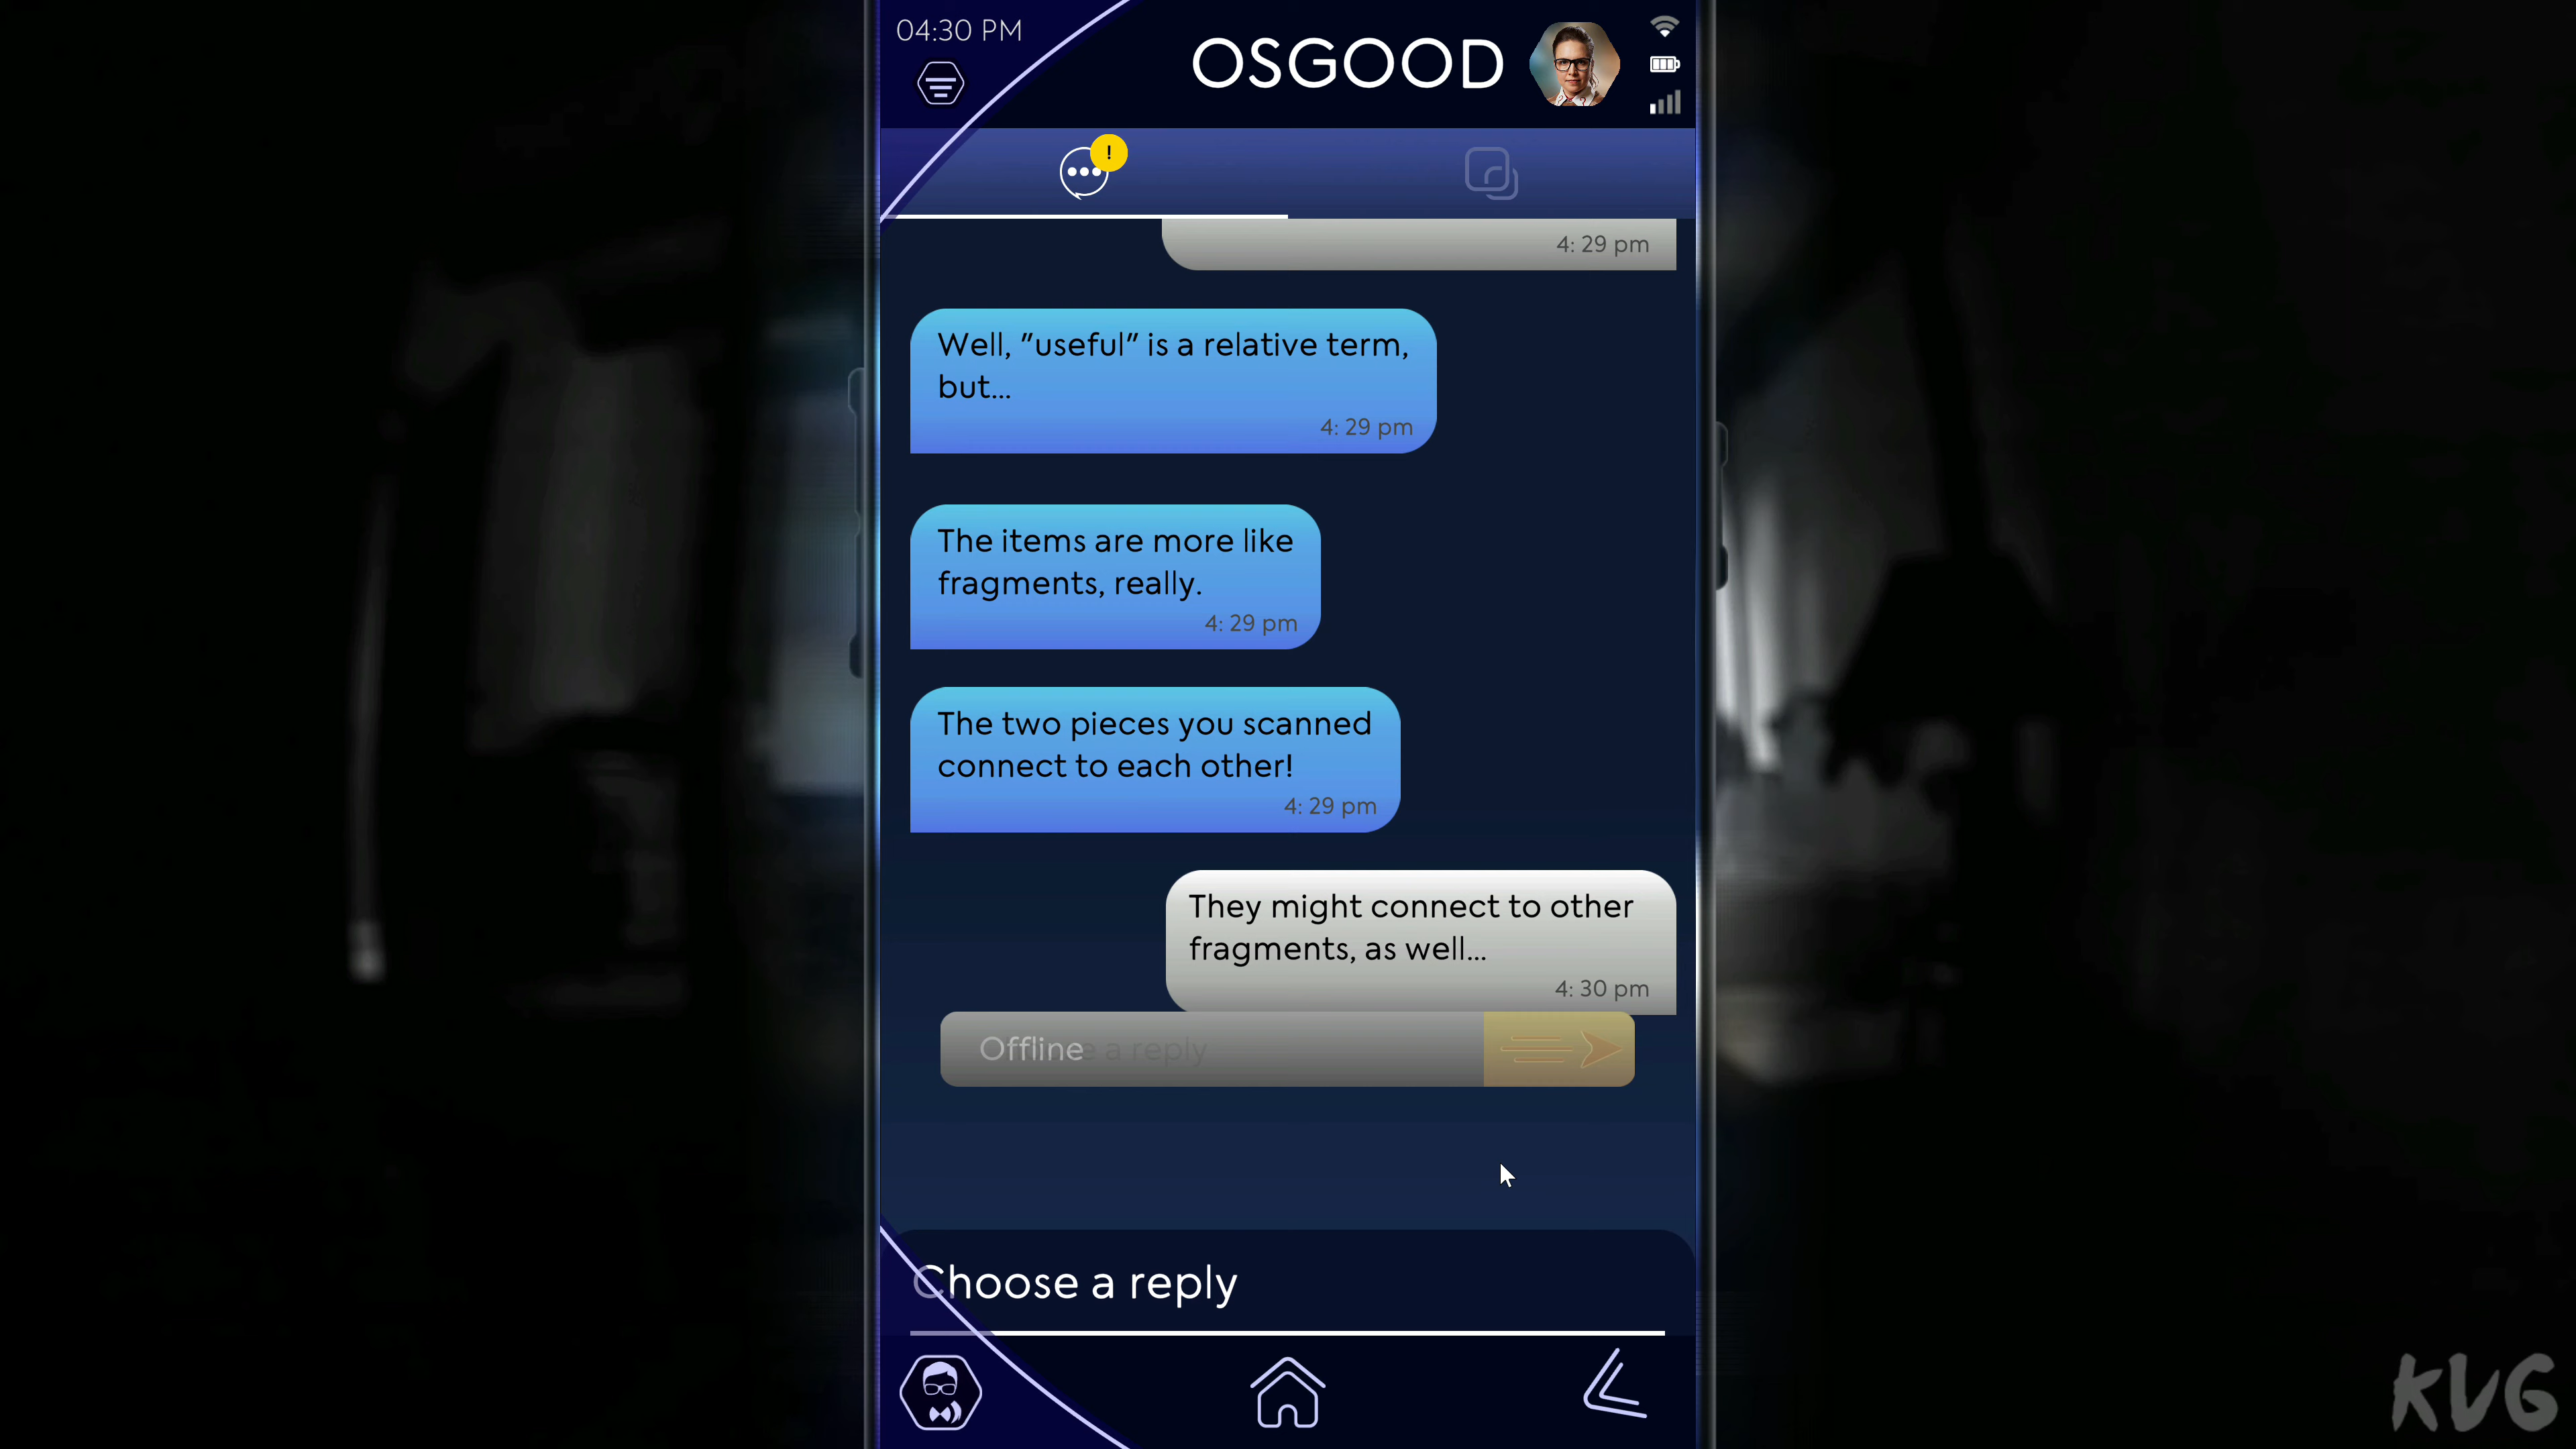 04:30 PM
OSGOOD
!
4: 29 pm
Well, "useful" is a relative term,
but...
4: 29 pm
The items are more like
fragments, really.
4: 29 pm
The two pieces you scanned
connect to each other!
4: 29 pm
They might connect to other
fragments, as well...
4: 30 pm
Offline a reply
Choose a reply
KVG